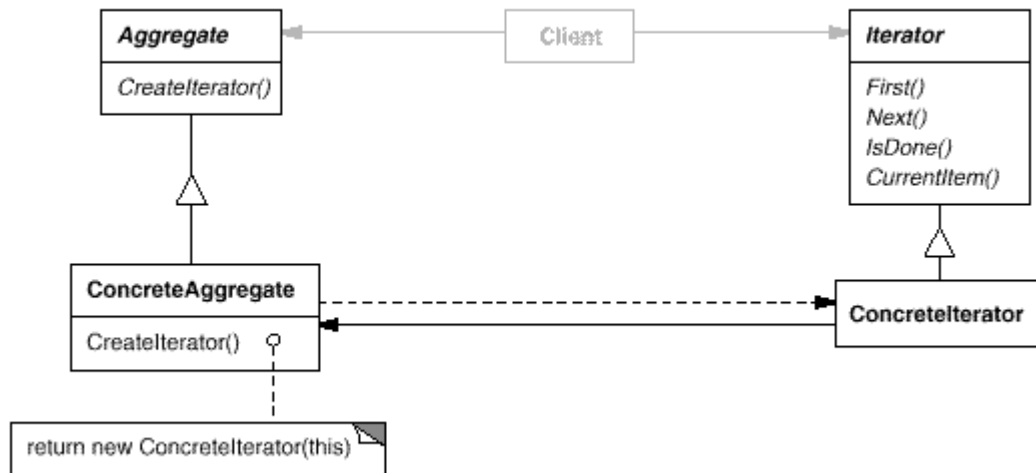 Aggregate
CreateIterator()
Client
Iterator
First()
Next()
IsDone()
CurrentItem()
ConcreteAggregate
CreateIterator()
ConcreteIterator
return new ConcreteIterator(this)